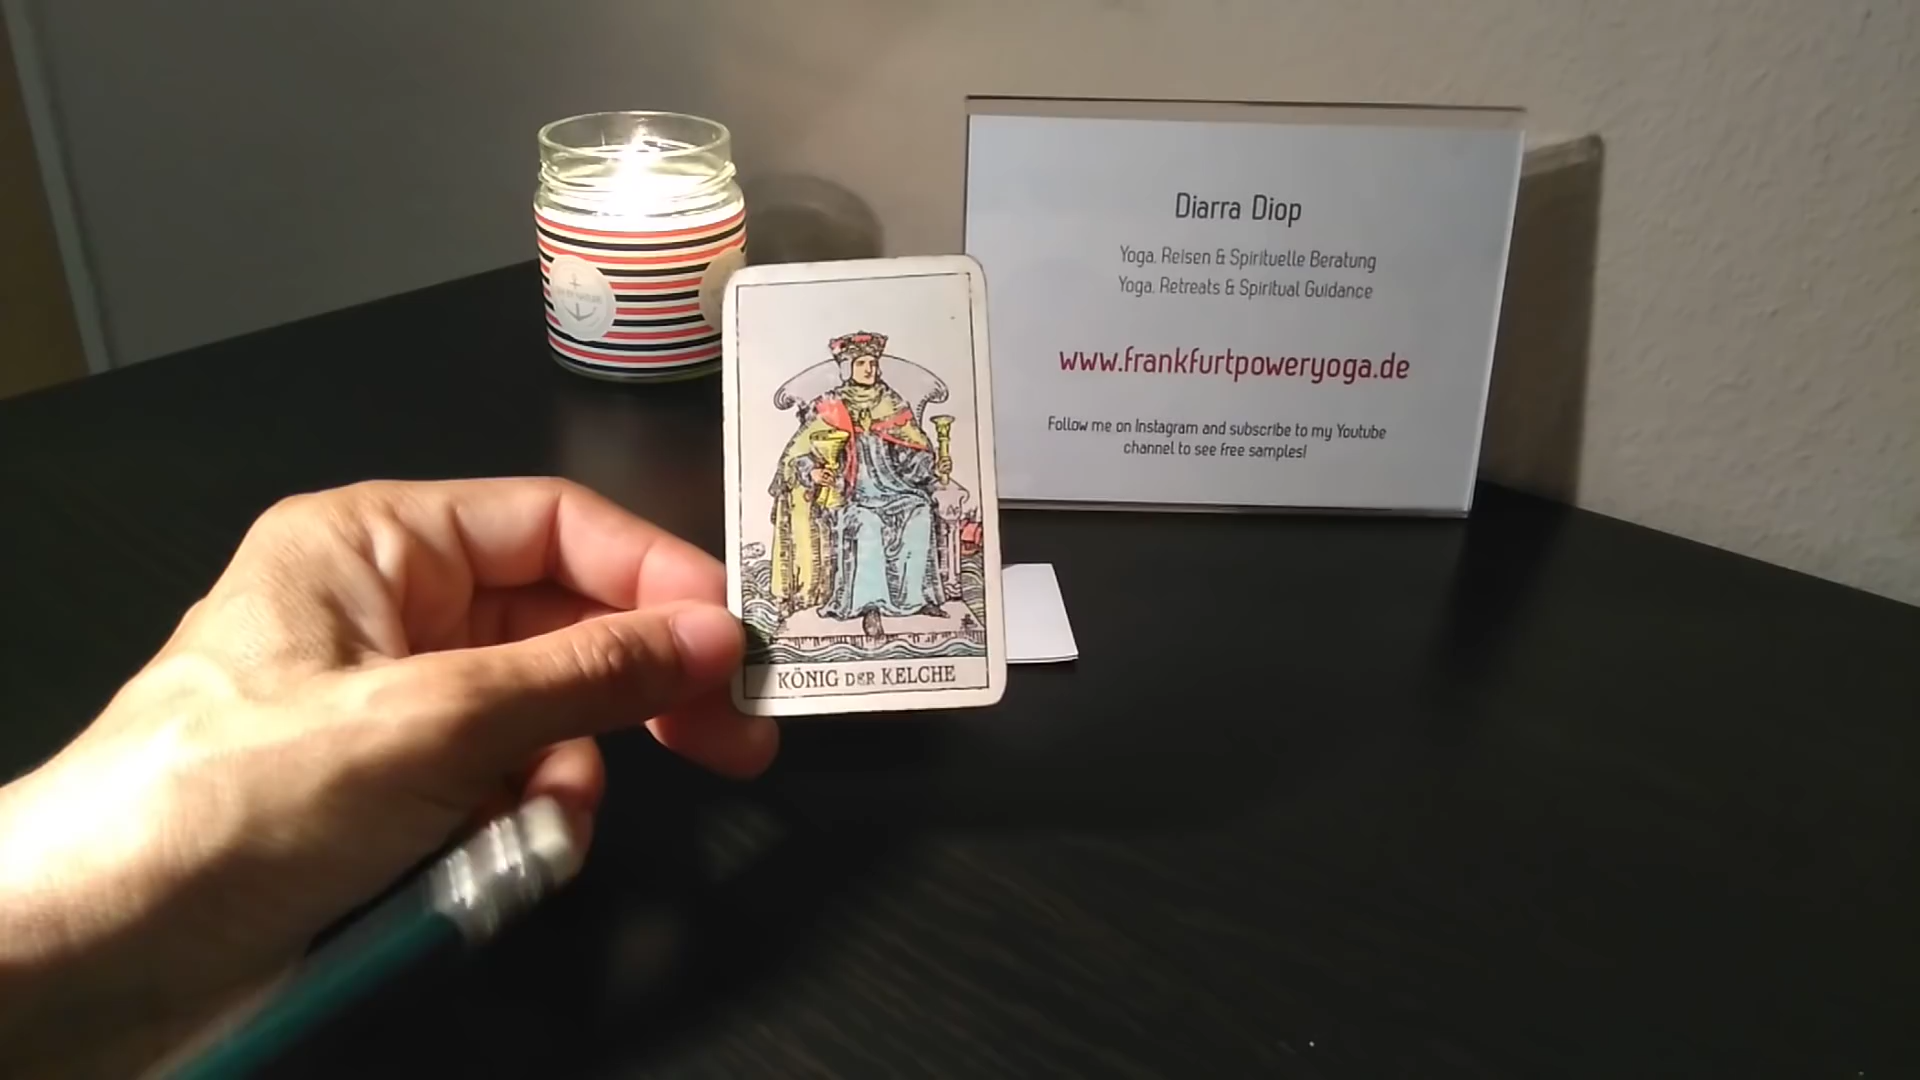 Diarra Diop
Yoga, Reisen & Spirituelle Beratung
Yoga, Retreats & Spiritual Guidance
www.frankfurtpoweryoga.de
Follow me on Instagram and subscribe to my Youtube
channel to see free samples!
KÖNIG DER KELCHE